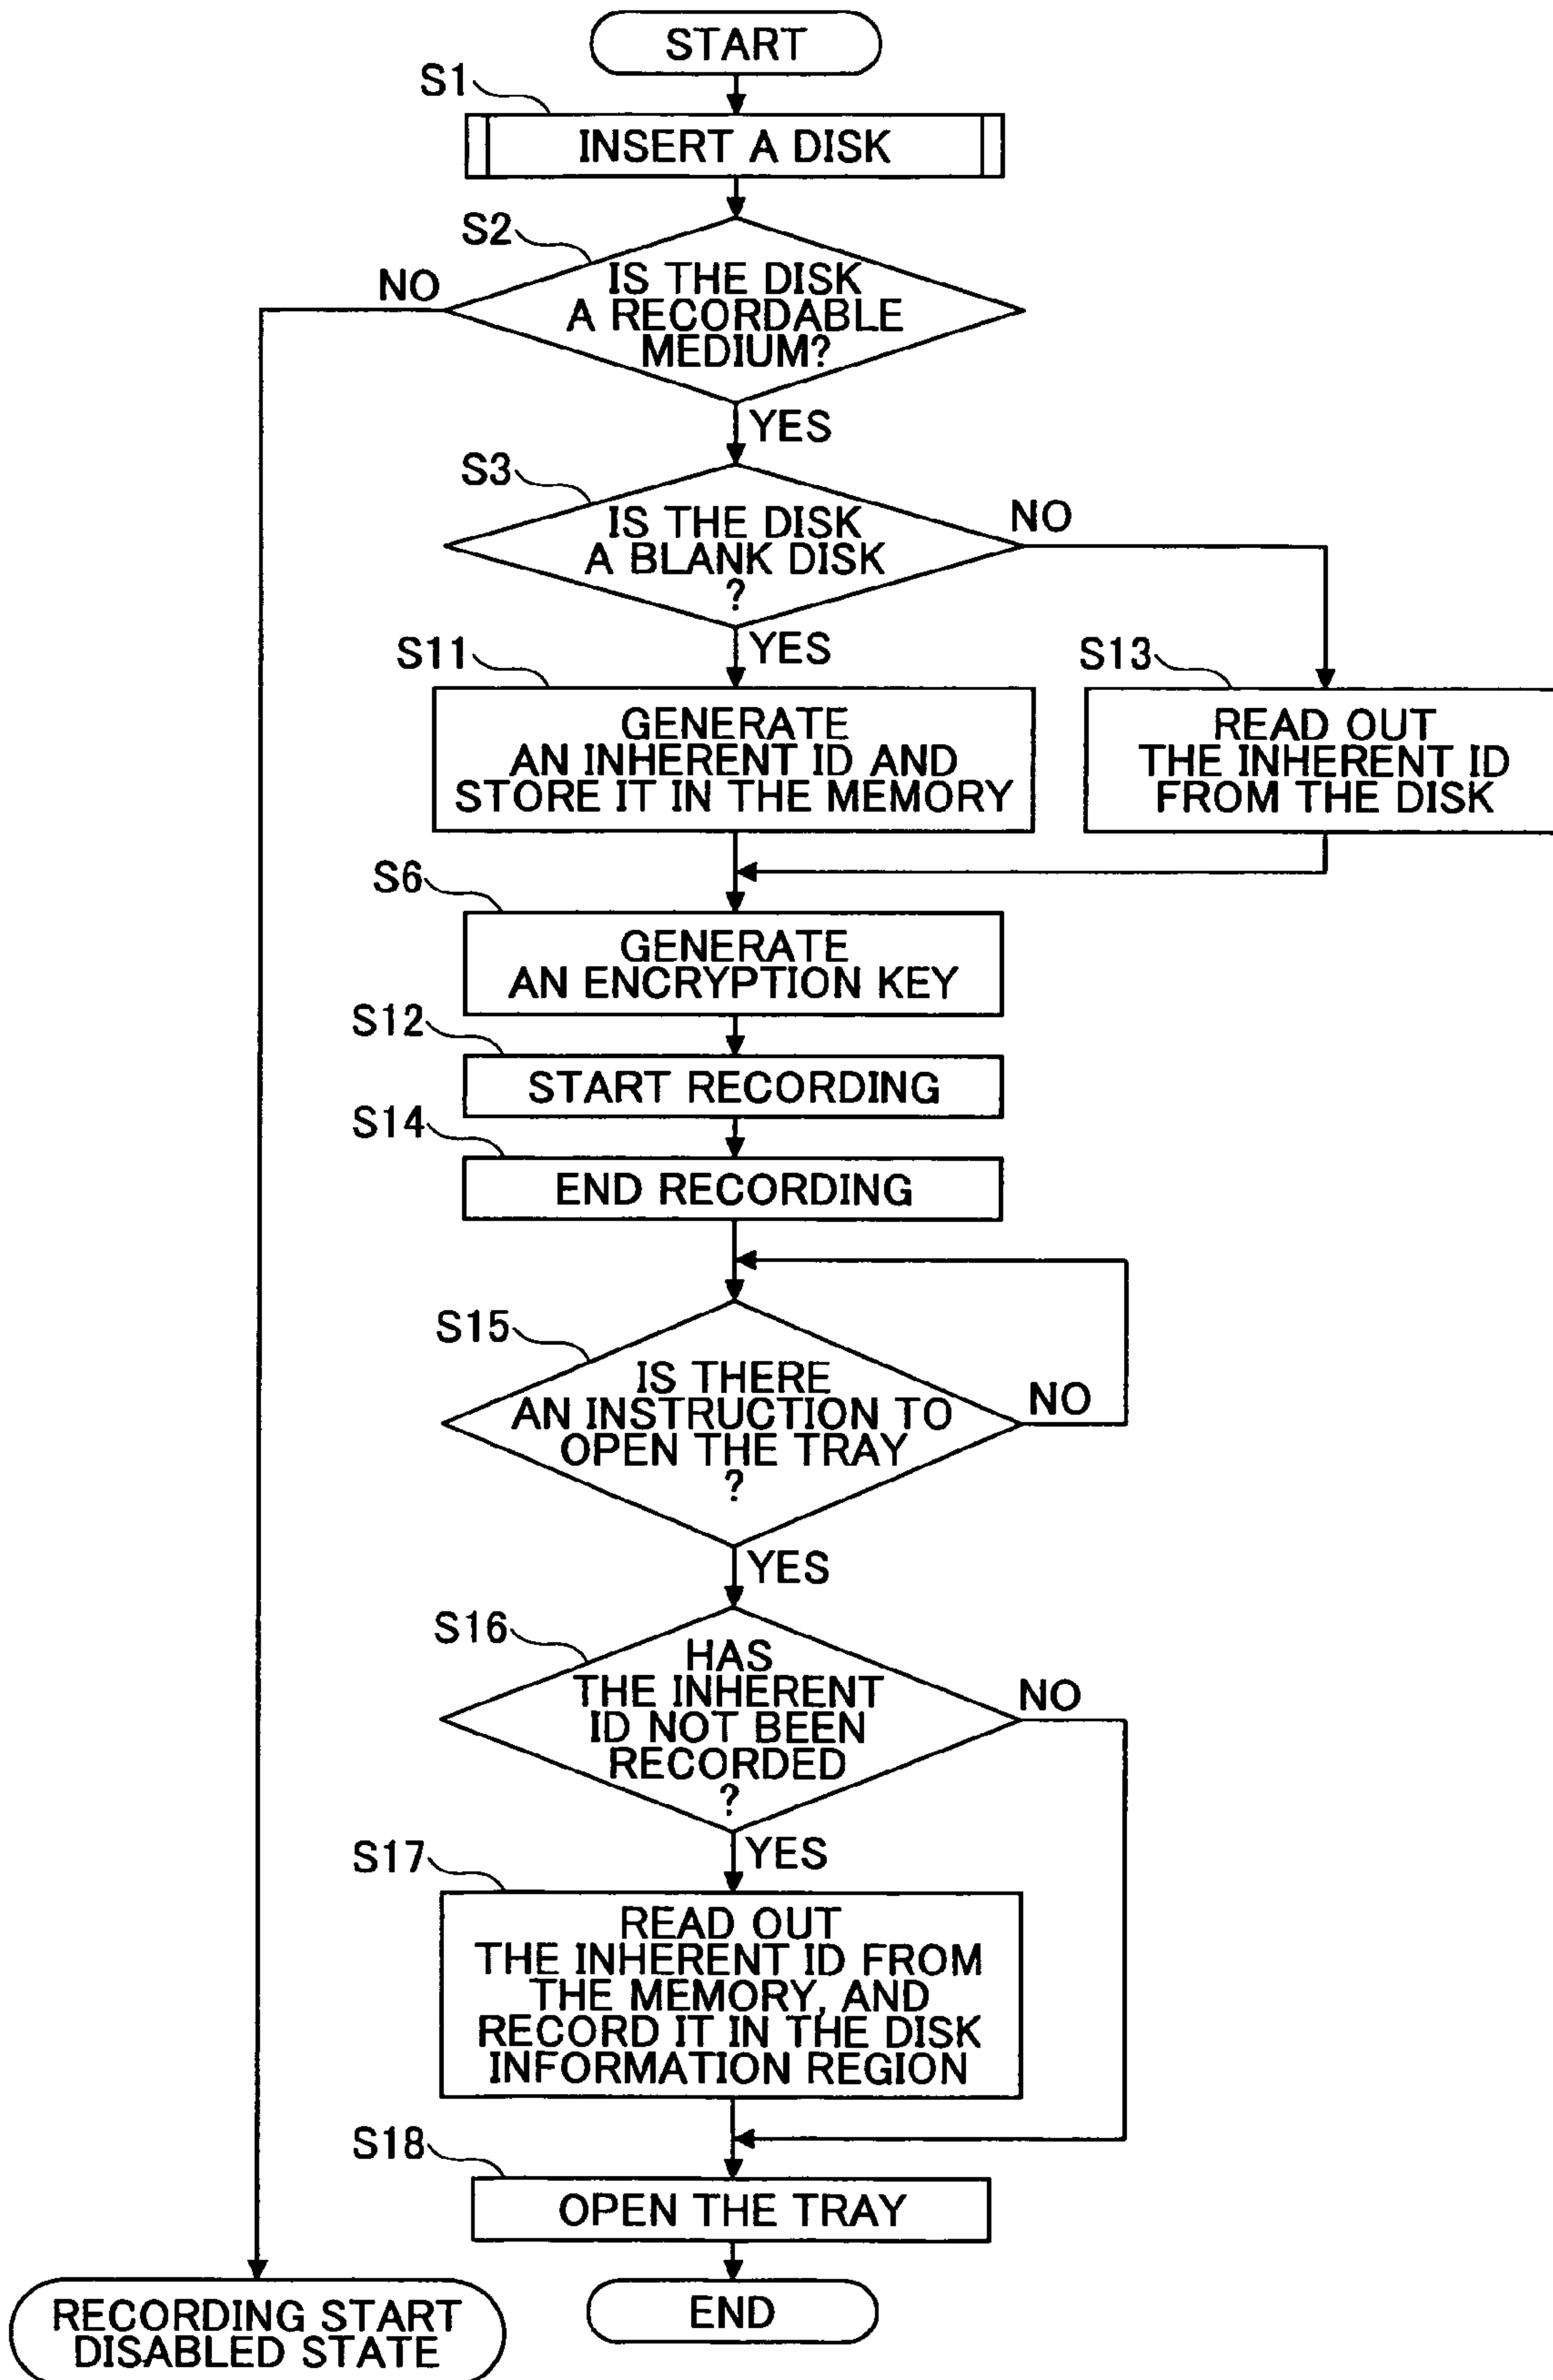 START
S1
INSERT A DISK
S2
NO
IS THE DISK
A RECORDABLE
MEDIUM?
YES
S3
IS THE DISK
A BLANK DISK
?
NO
YES
S11
GENERATE
AN INHERENT ID AND
STORE IT IN THE MEMORY
S13
READ OUT
THE INHERENT ID
FROM THE DISK
S6
GENERATE
AN ENCRYPTION KEY
S12
START RECORDING
S14
END RECORDING
S15
IS THERE
AN INSTRUCTION TO
OPEN THE TRAY
?
NO
YES
S16
HAS
THE INHERENT
ID NOT BEEN
RECORDED
?
NO
YES
S17
READ OUT
THE INHERENT ID FROM
THE MEMORY, AND
RECORD IT IN THE DISK
INFORMATION REGION
S18
OPEN THE TRAY
RECORDING START
DISABLED STATE
END